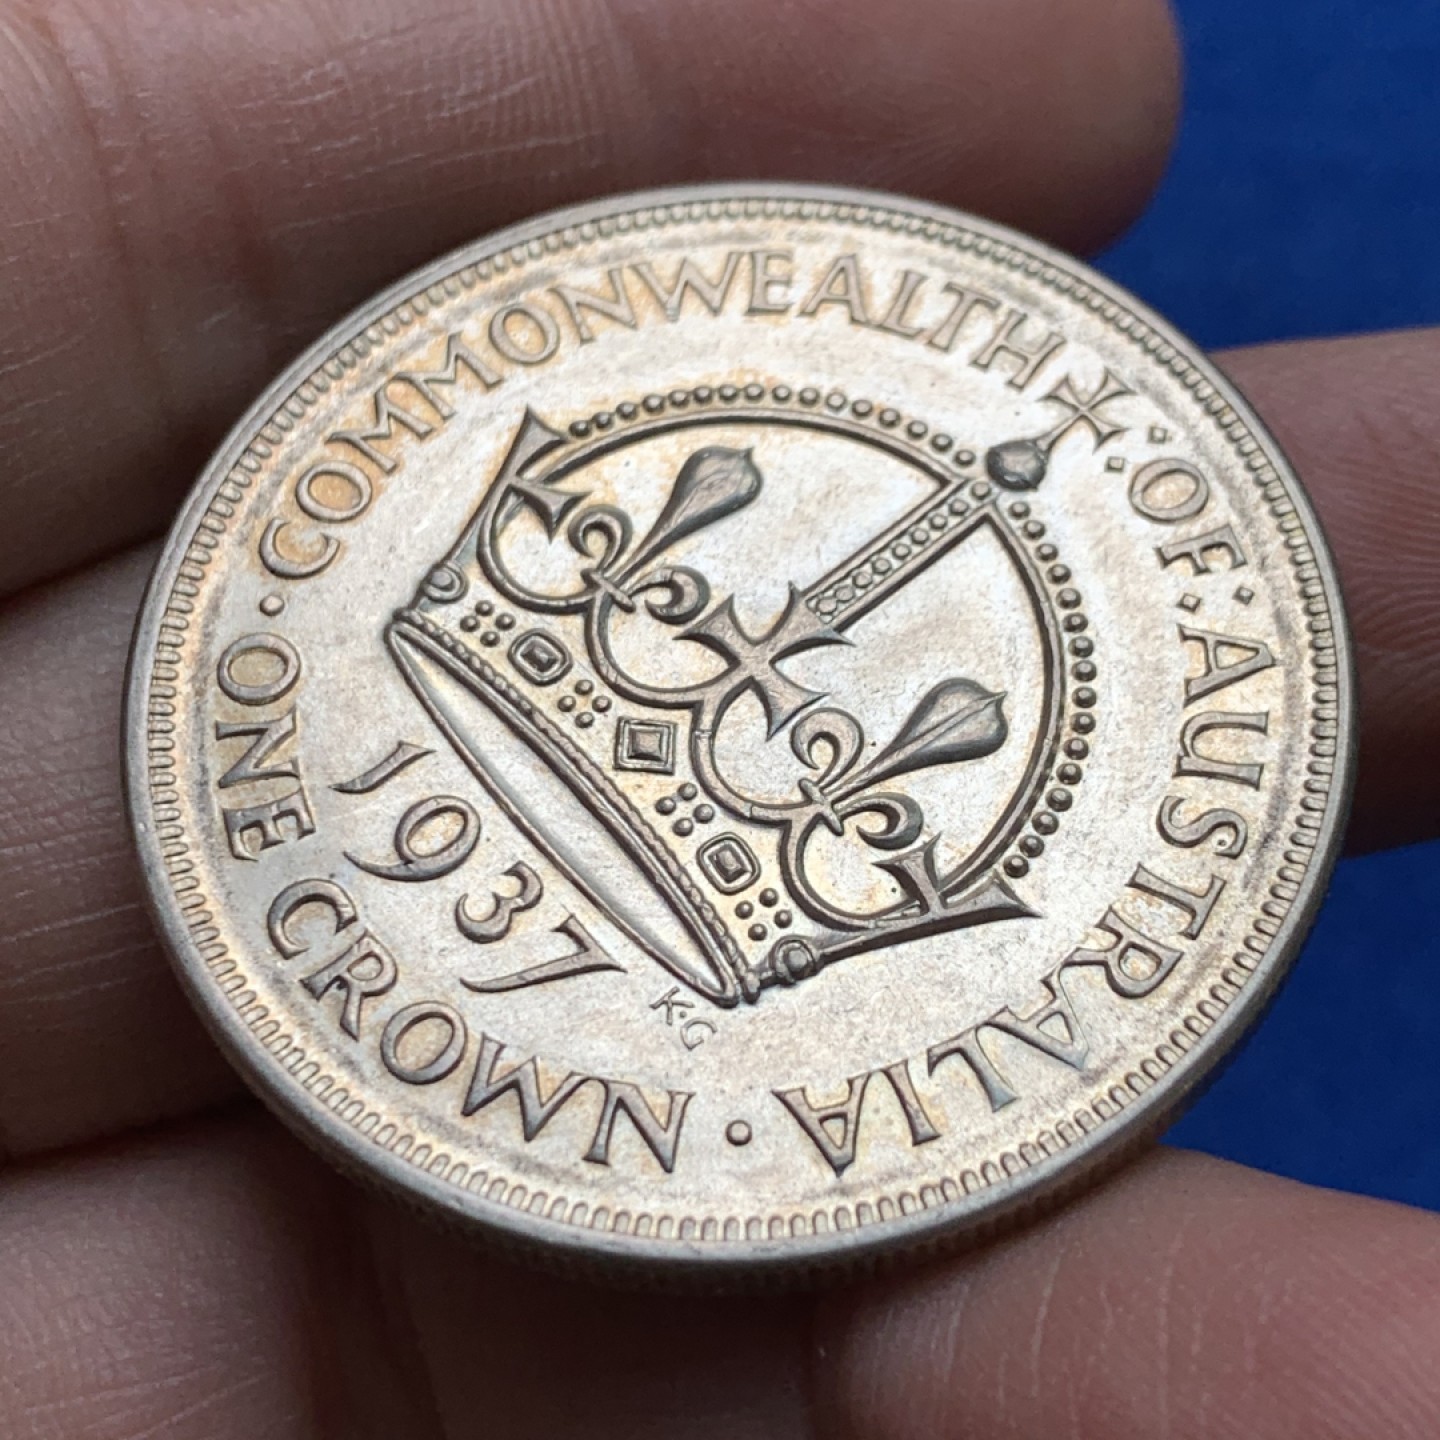 · COMMONWEALTH : OF : AUSTRALIA ·
1937
K·G
ONE CROWN